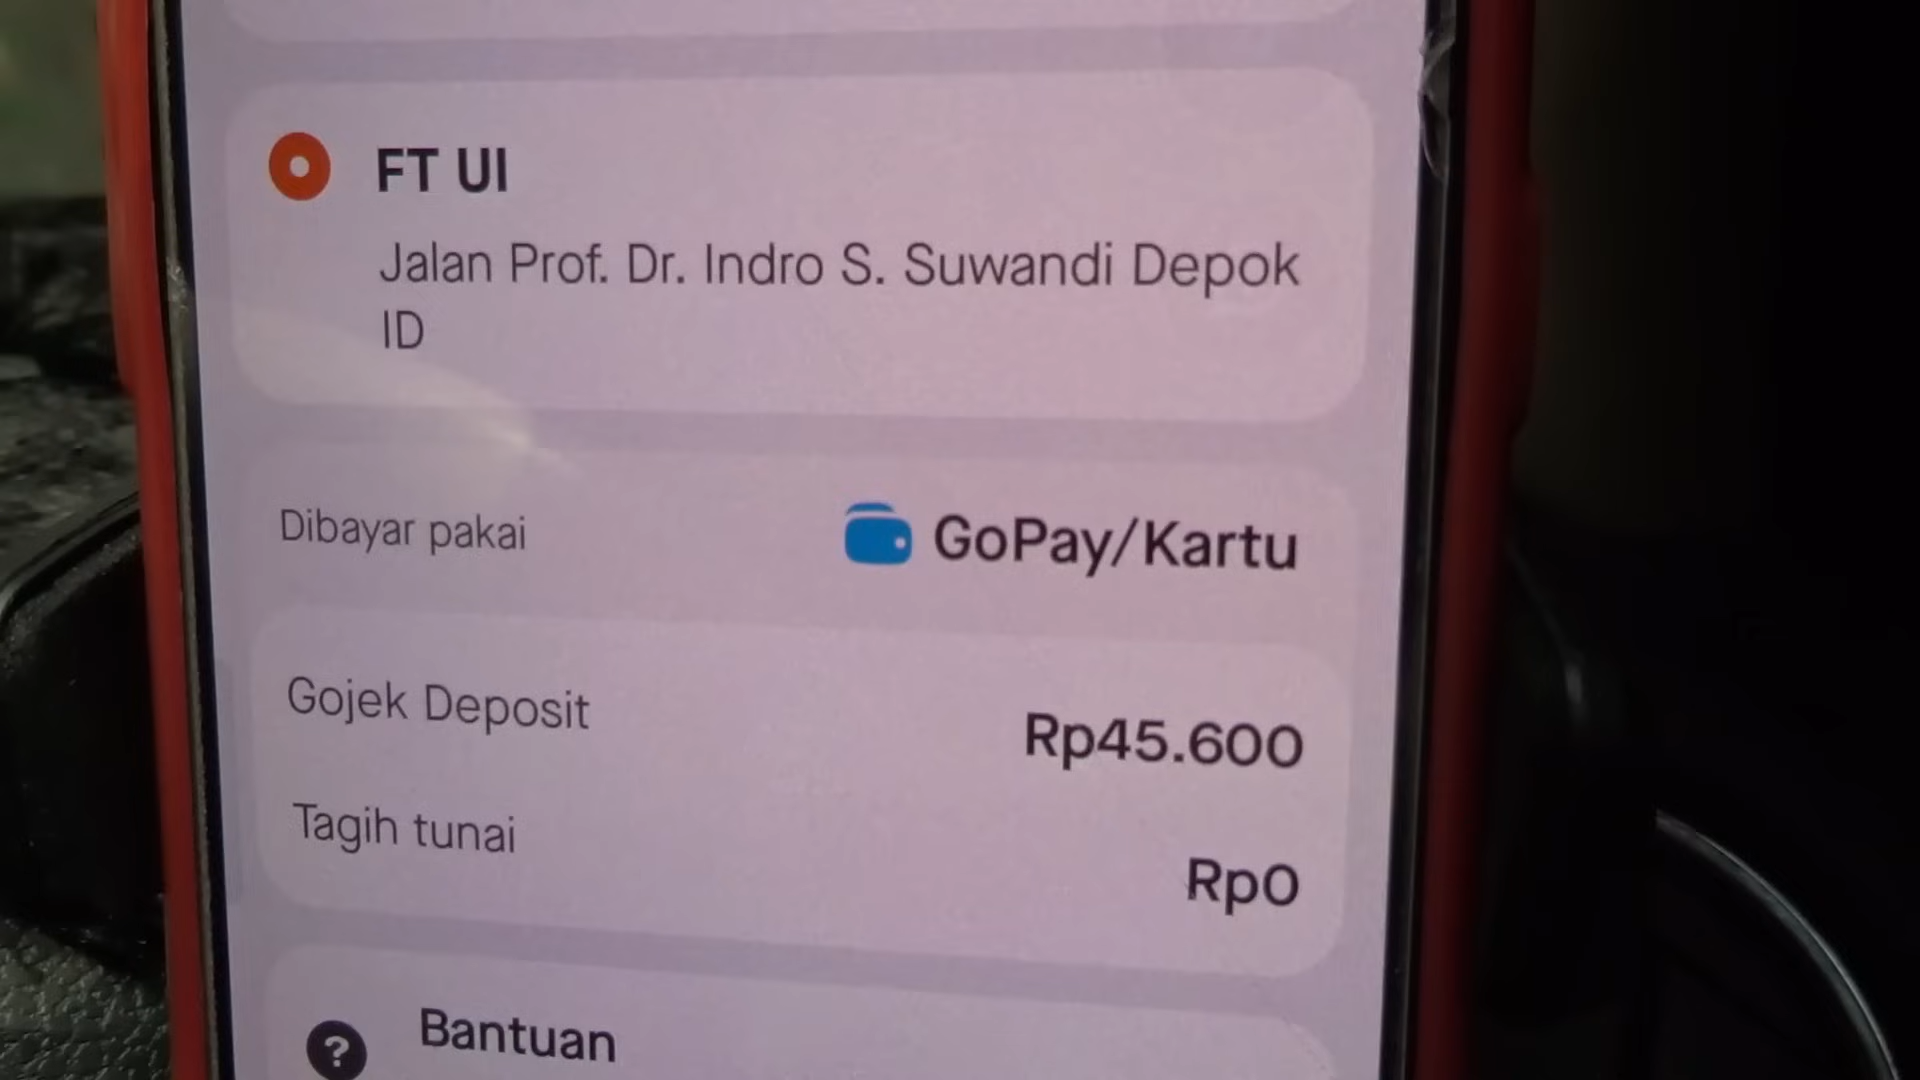 FT UI
Jalan Prof. Dr. Indro S. Suwandi Depok
ID
Dibayar pakai GoPay/Kartu
Gojek Deposit Rp45.600
Tagih tunai Rp0
? Bantuan